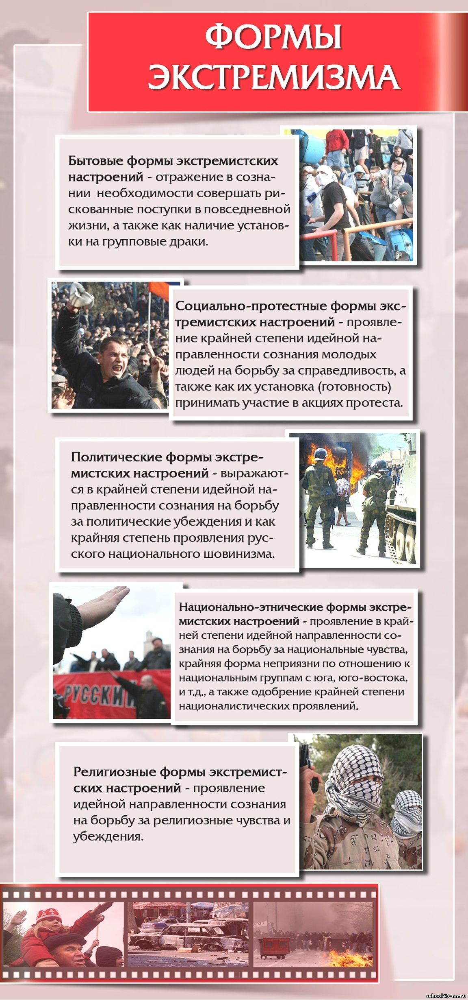 ФОРМЫ
ЭКСТРЕМИЗМА
Бытовые формы экстремистских
настроений - отражение в созна-
нии необходимости совершать ри-
скованные поступки в повседневной
жизни, а также как наличие установ-
ки на групповые драки.
Социально-протестные формы экс-
тремистских настроений - проявле-
ние крайней степени идейной на-
правленности сознания молодых
людей на борьбу за справедливость, а
также как их установка (готовность)
принимать участие в акциях протеста.
Политические формы экстре-
мистских настроений - выражают-
ся в крайней степени идейной на-
правленности сознания на борьбу
за политические убеждения и как
крайняя степень проявления рус-
ского национального шовинизма.
РУССКИЙ
Национально-этнические формы экстре-
мистских настроений - проявление в край-
ней степени идейной направленности со-
знания на борьбу за национальные чувства,
крайняя форма неприязни по отношению к
национальным группам с юга, юго-востока,
и т.д., а также одобрение крайней степени
националистических проявлений.
Религиозные формы экстремист-
ских настроений - проявление
идейной направленности сознания
на борьбу за религиозные чувства и
убеждения.
school43-nn.ru